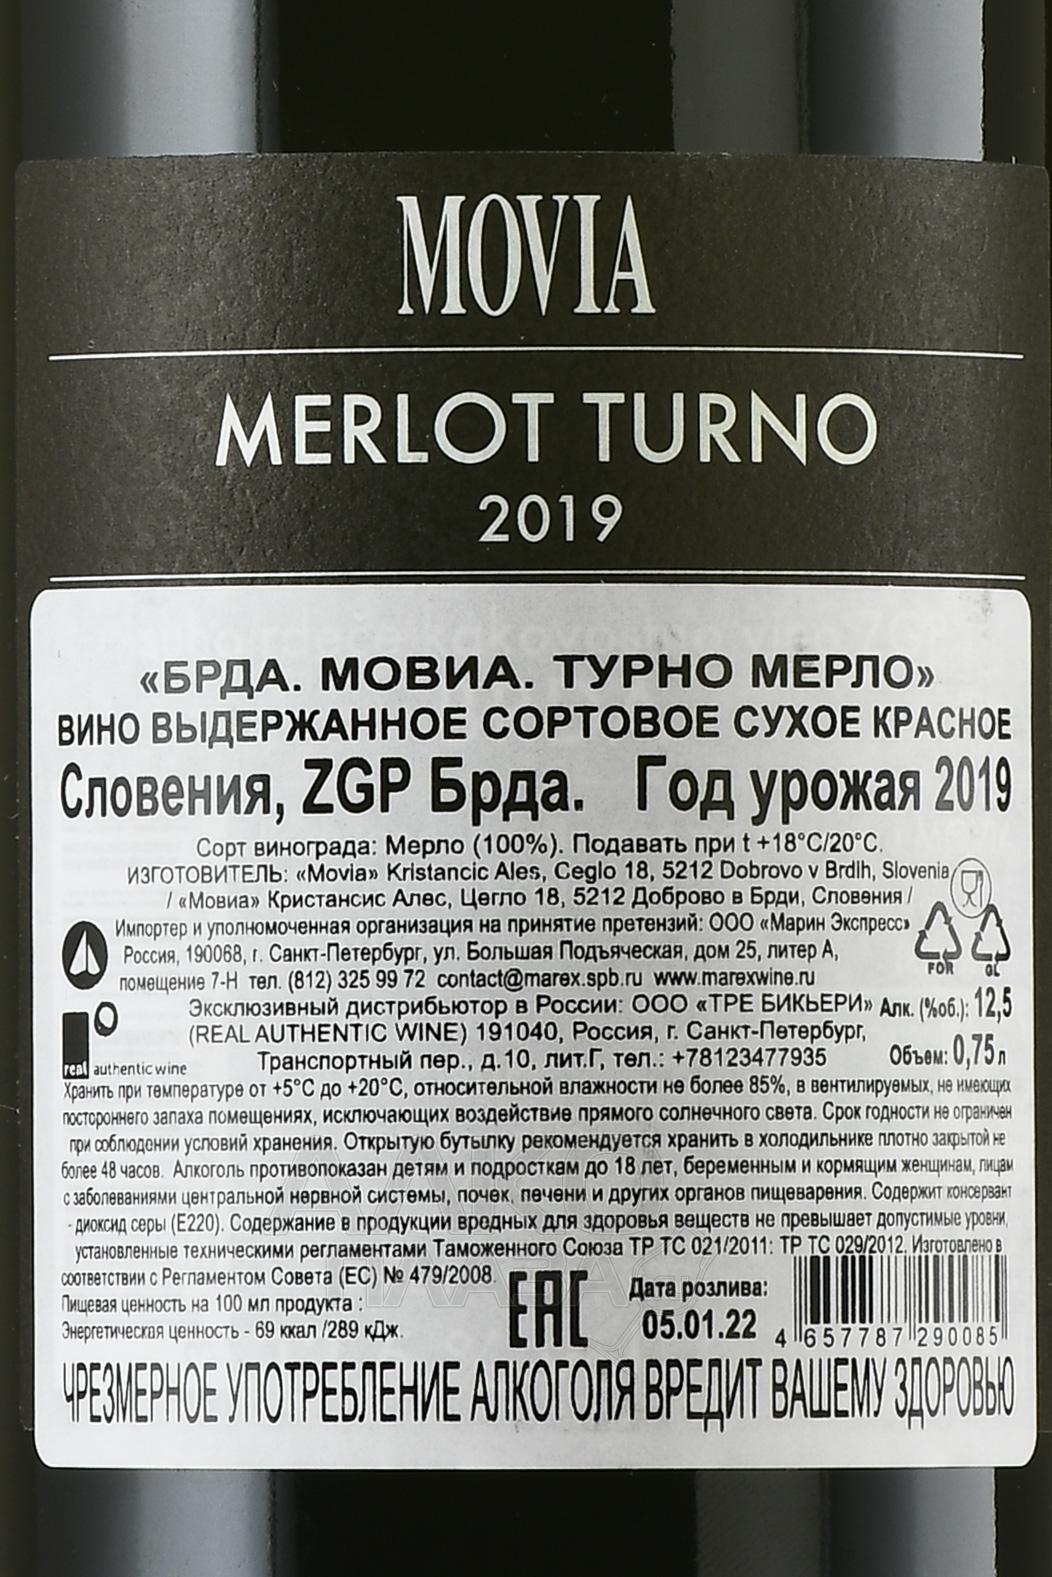 MOVIA
MERLOT TURNO
2019
«БРДА. МОВИА. ТУРНО МЕРЛО»
ВИНО ВЫДЕРЖАННОЕ СОРТОВОЕ СУХОЕ КРАСНОЕ
Словения, ZGP Брда. Год урожая 2019
Сорт винограда: Мерло (100%). Подавать при t +18°C/20°C.
ИЗГОТОВИТЕЛЬ: «Movia» Kristancic Ales, Ceglo 18, 5212 Dobrovo v Brdih, Slovenia
/ «Мовиа» Кристансис Алес, Цегло 18, 5212 Доброво в Брди, Словения /
Импортер и уполномоченная организация на принятие претензий: ООО «Марин Экспресс»
Россия, 190068, г. Санкт-Петербург, ул. Большая Подъяческая, дом 25, литер А,
помещение 7-Н тел. (812) 325 99 72 contact@marex.spb.ru www.marexwine.ru
FOR GL
Эксклюзивный дистрибьютор в России: ООО «ТРЕ БИКЬЕРИ» Алк. (%об.): 12,5
(REAL AUTHENTIC WINE) 191040, Россия, г. Санкт-Петербург,
Транспортный пер., д.10, лит.Г, тел.: +78123477935 Объем: 0,75 л
real authentic wine
Хранить при температуре от +5°C до +20°C, относительной влажности не более 85%, в вентилируемых, не имеющих
постороннего запаха помещениях, исключающих воздействие прямого солнечного света. Срок годности не ограничен
при соблюдении условий хранения. Открытую бутылку рекомендуется хранить в холодильнике плотно закрытой не
более 48 часов. Алкоголь противопоказан детям и подросткам до 18 лет, беременным и кормящим женщинам, лицам
с заболеваниями центральной нервной системы, почек, печени и других органов пищеварения. Содержит консервант
- диоксид серы (E220). Содержание в продукции вредных для здоровья веществ не превышает допустимые уровни,
установленные техническими регламентами Таможенного Союза ТР ТС 021/2011: ТР ТС 029/2012. Изготовлено в
соответствии с Регламентом Совета (ЕС) № 479/2008.
Пищевая ценность на 100 мл продукта :
Энергетическая ценность - 69 ккал /289 кДж.
EAC
Дата розлива:
05.01.22
4 657787 290085
ЧРЕЗМЕРНОЕ УПОТРЕБЛЕНИЕ АЛКОГОЛЯ ВРЕДИТ ВАШЕМУ ЗДОРОВЬЮ